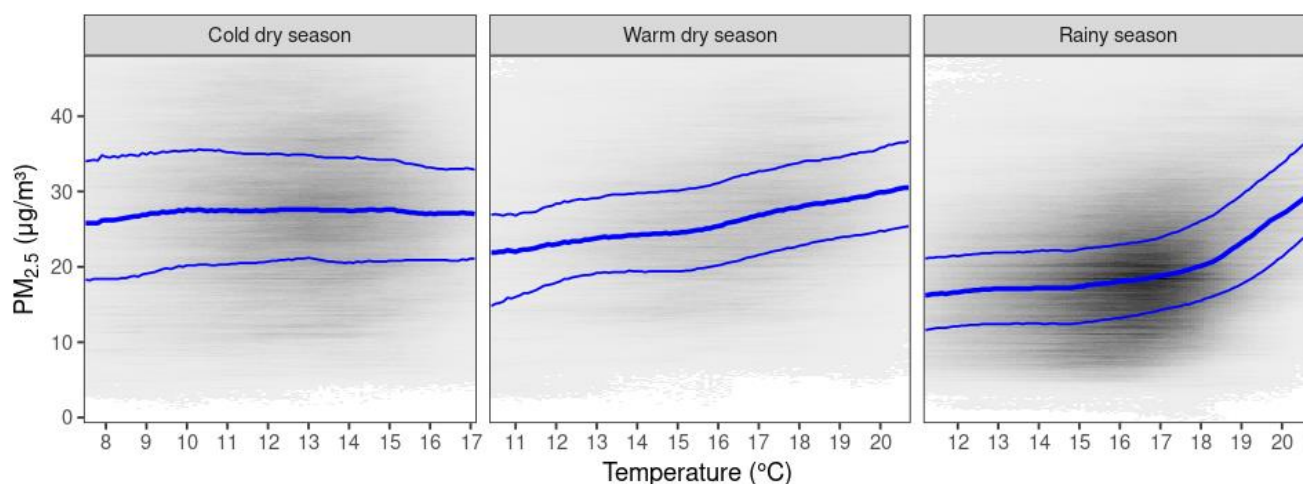 Cold dry season
Warm dry season
Rainy season
PM2.5 (µg/m³)
40
30
20
10
0
8 9 10 11 12 13 14 15 16 17
11 12 13 14 15 16 17 18 19 20
12 13 14 15 16 17 18 19 20
Temperature (°C)